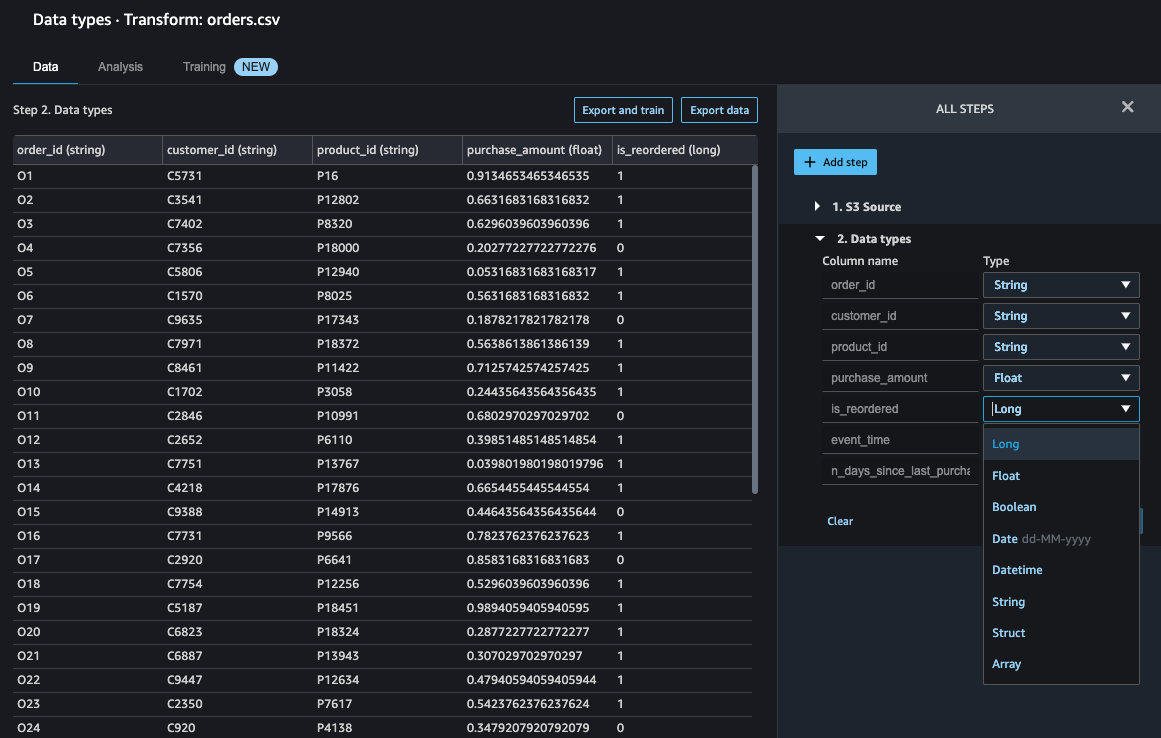 Data types · Transform: orders.csv
Data Analysis Training NEW
Step 2. Data types Export and train Export data
order_id (string) customer_id (string) product_id (string) purchase_amount (float) is_reordered (long)
O1 C5731 P16 0.9134653465346535 1
O2 C3541 P12802 0.6631683168316832 1
O3 C7402 P8320 0.6296039603960396 1
O4 C7356 P18000 0.20277227722772276 0
O5 C5806 P12940 0.05316831683168317 1
O6 C1570 P8025 0.5631683168316832 1
O7 C9635 P17343 0.1878217821782178 0
O8 C7971 P18372 0.5638613861386139 1
O9 C8461 P11422 0.7125742574257425 1
O10 C1702 P3058 0.24435643564356435 1
O11 C2846 P10991 0.6802970297029702 0
O12 C2652 P6110 0.39851485148514854 1
O13 C7751 P13767 0.039801980198019796 1
O14 C4218 P17876 0.6654455445544554 1
O15 C9388 P14913 0.44643564356435644 0
O16 C7731 P9566 0.7823762376237623 1
O17 C2920 P6641 0.8583168316831683 0
O18 C7754 P12256 0.5296039603960396 1
O19 C5187 P18451 0.9894059405940595 1
O20 C6823 P18324 0.2877227722772277 1
O21 C6887 P13943 0.307029702970297 1
O22 C9447 P12634 0.47940594059405944 1
O23 C2350 P7617 0.5423762376237624 1
O24 C920 P4138 0.3479207920792079 0
ALL STEPS
Add step
1. S3 Source
2. Data types
Column name Type
order_id String
customer_id String
product_id String
purchase_amount Float
is_reordered Long
event_time
n_days_since_last_purcha
Clear
Long
Float
Boolean
Date dd-MM-yyyy
Datetime
String
Struct
Array